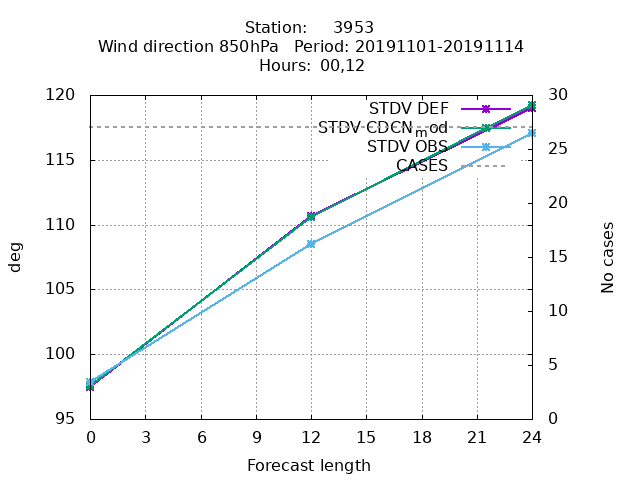 Station: 3953
Wind direction 850hPa Period: 20191101-20191114
Hours: 00,12
120
115
110
105
100
95
30
25
20
15
10
5
0
STDV DEF
STDV CDCN_mod
STDV OBS
CASES
deg
No cases
0 3 6 9 12 15 18 21 24
Forecast length